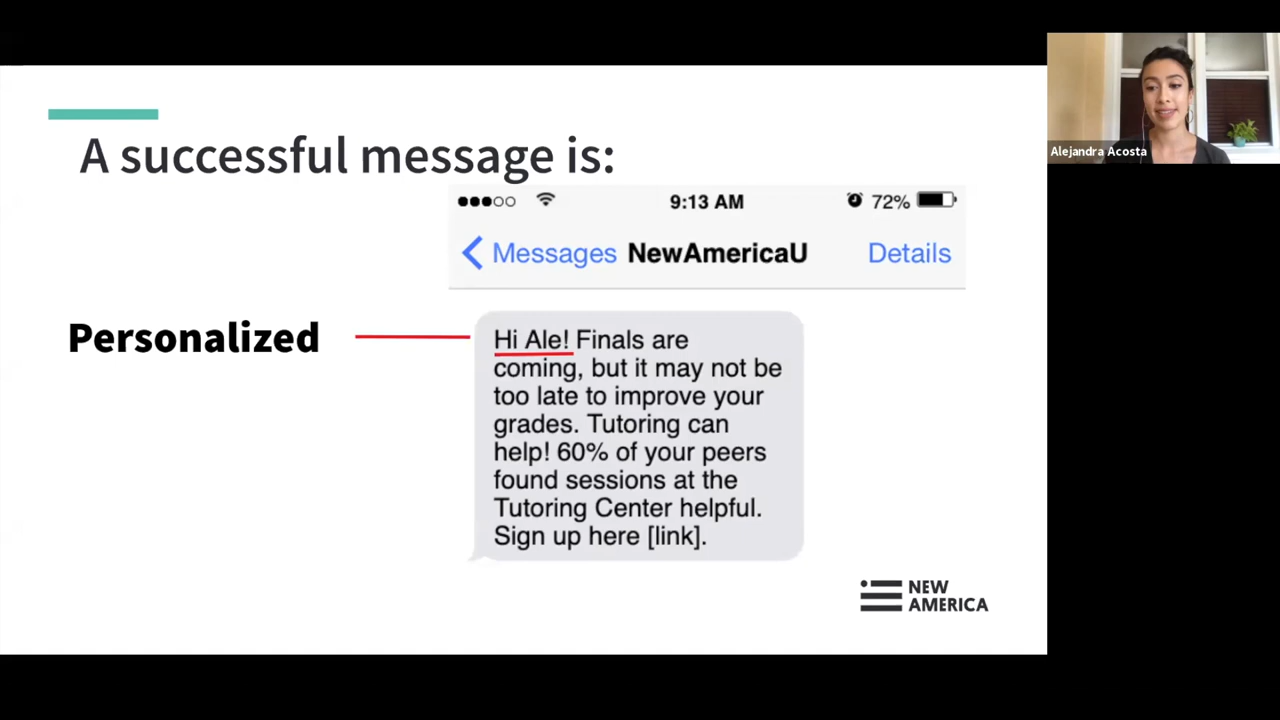 A successful message is:
9:13 AM
72%
Messages
NewAmericaU
Details
Personalized
Hi Ale! Finals are
coming, but it may not be
too late to improve your
grades. Tutoring can
help! 60% of your peers
found sessions at the
Tutoring Center helpful.
Sign up here [link].
NEW
AMERICA
Alejandra Acosta